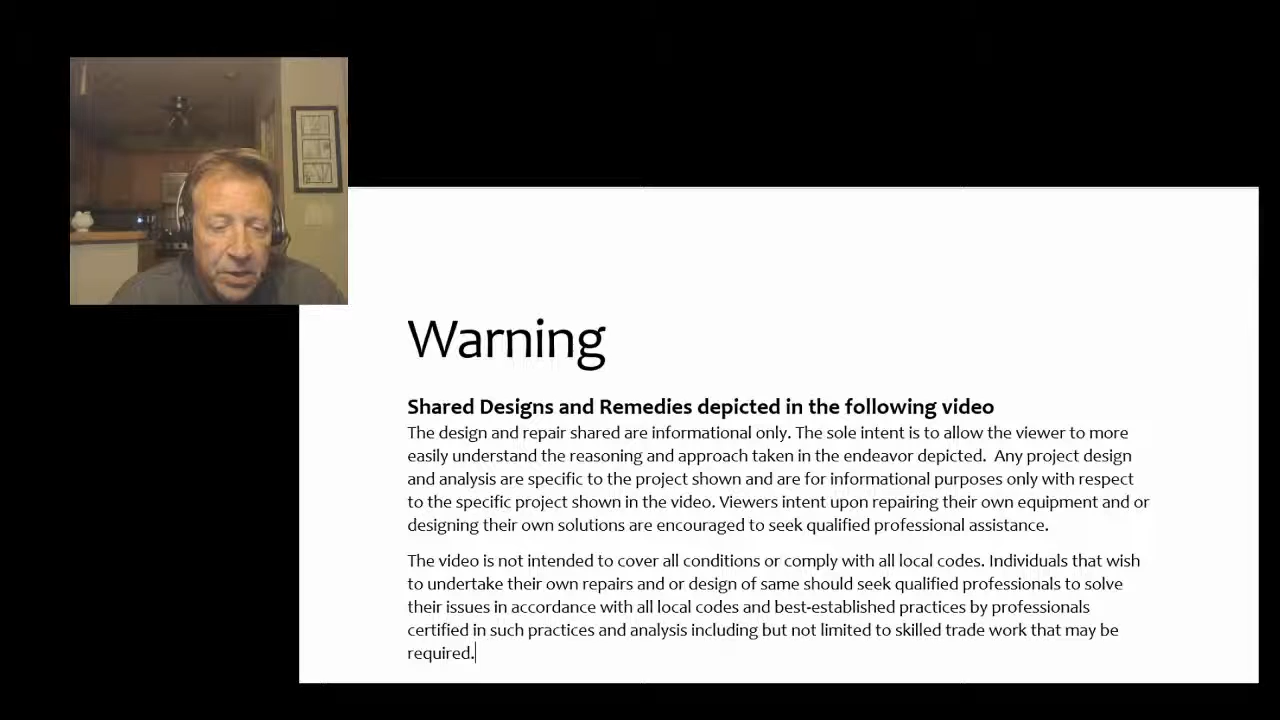 Warning
Shared Designs and Remedies depicted in the following video
The design and repair shared are informational only. The sole intent is to allow the viewer to more
easily understand the reasoning and approach taken in the endeavor depicted.  Any project design
and analysis are specific to the project shown and are for informational purposes only with respect
to the specific project shown in the video. Viewers intent upon repairing their own equipment and or
designing their own solutions are encouraged to seek qualified professional assistance.
The video is not intended to cover all conditions or comply with all local codes. Individuals that wish
to undertake their own repairs and or design of same should seek qualified professionals to solve
their issues in accordance with all local codes and best-established practices by professionals
certified in such practices and analysis including but not limited to skilled trade work that may be
required.